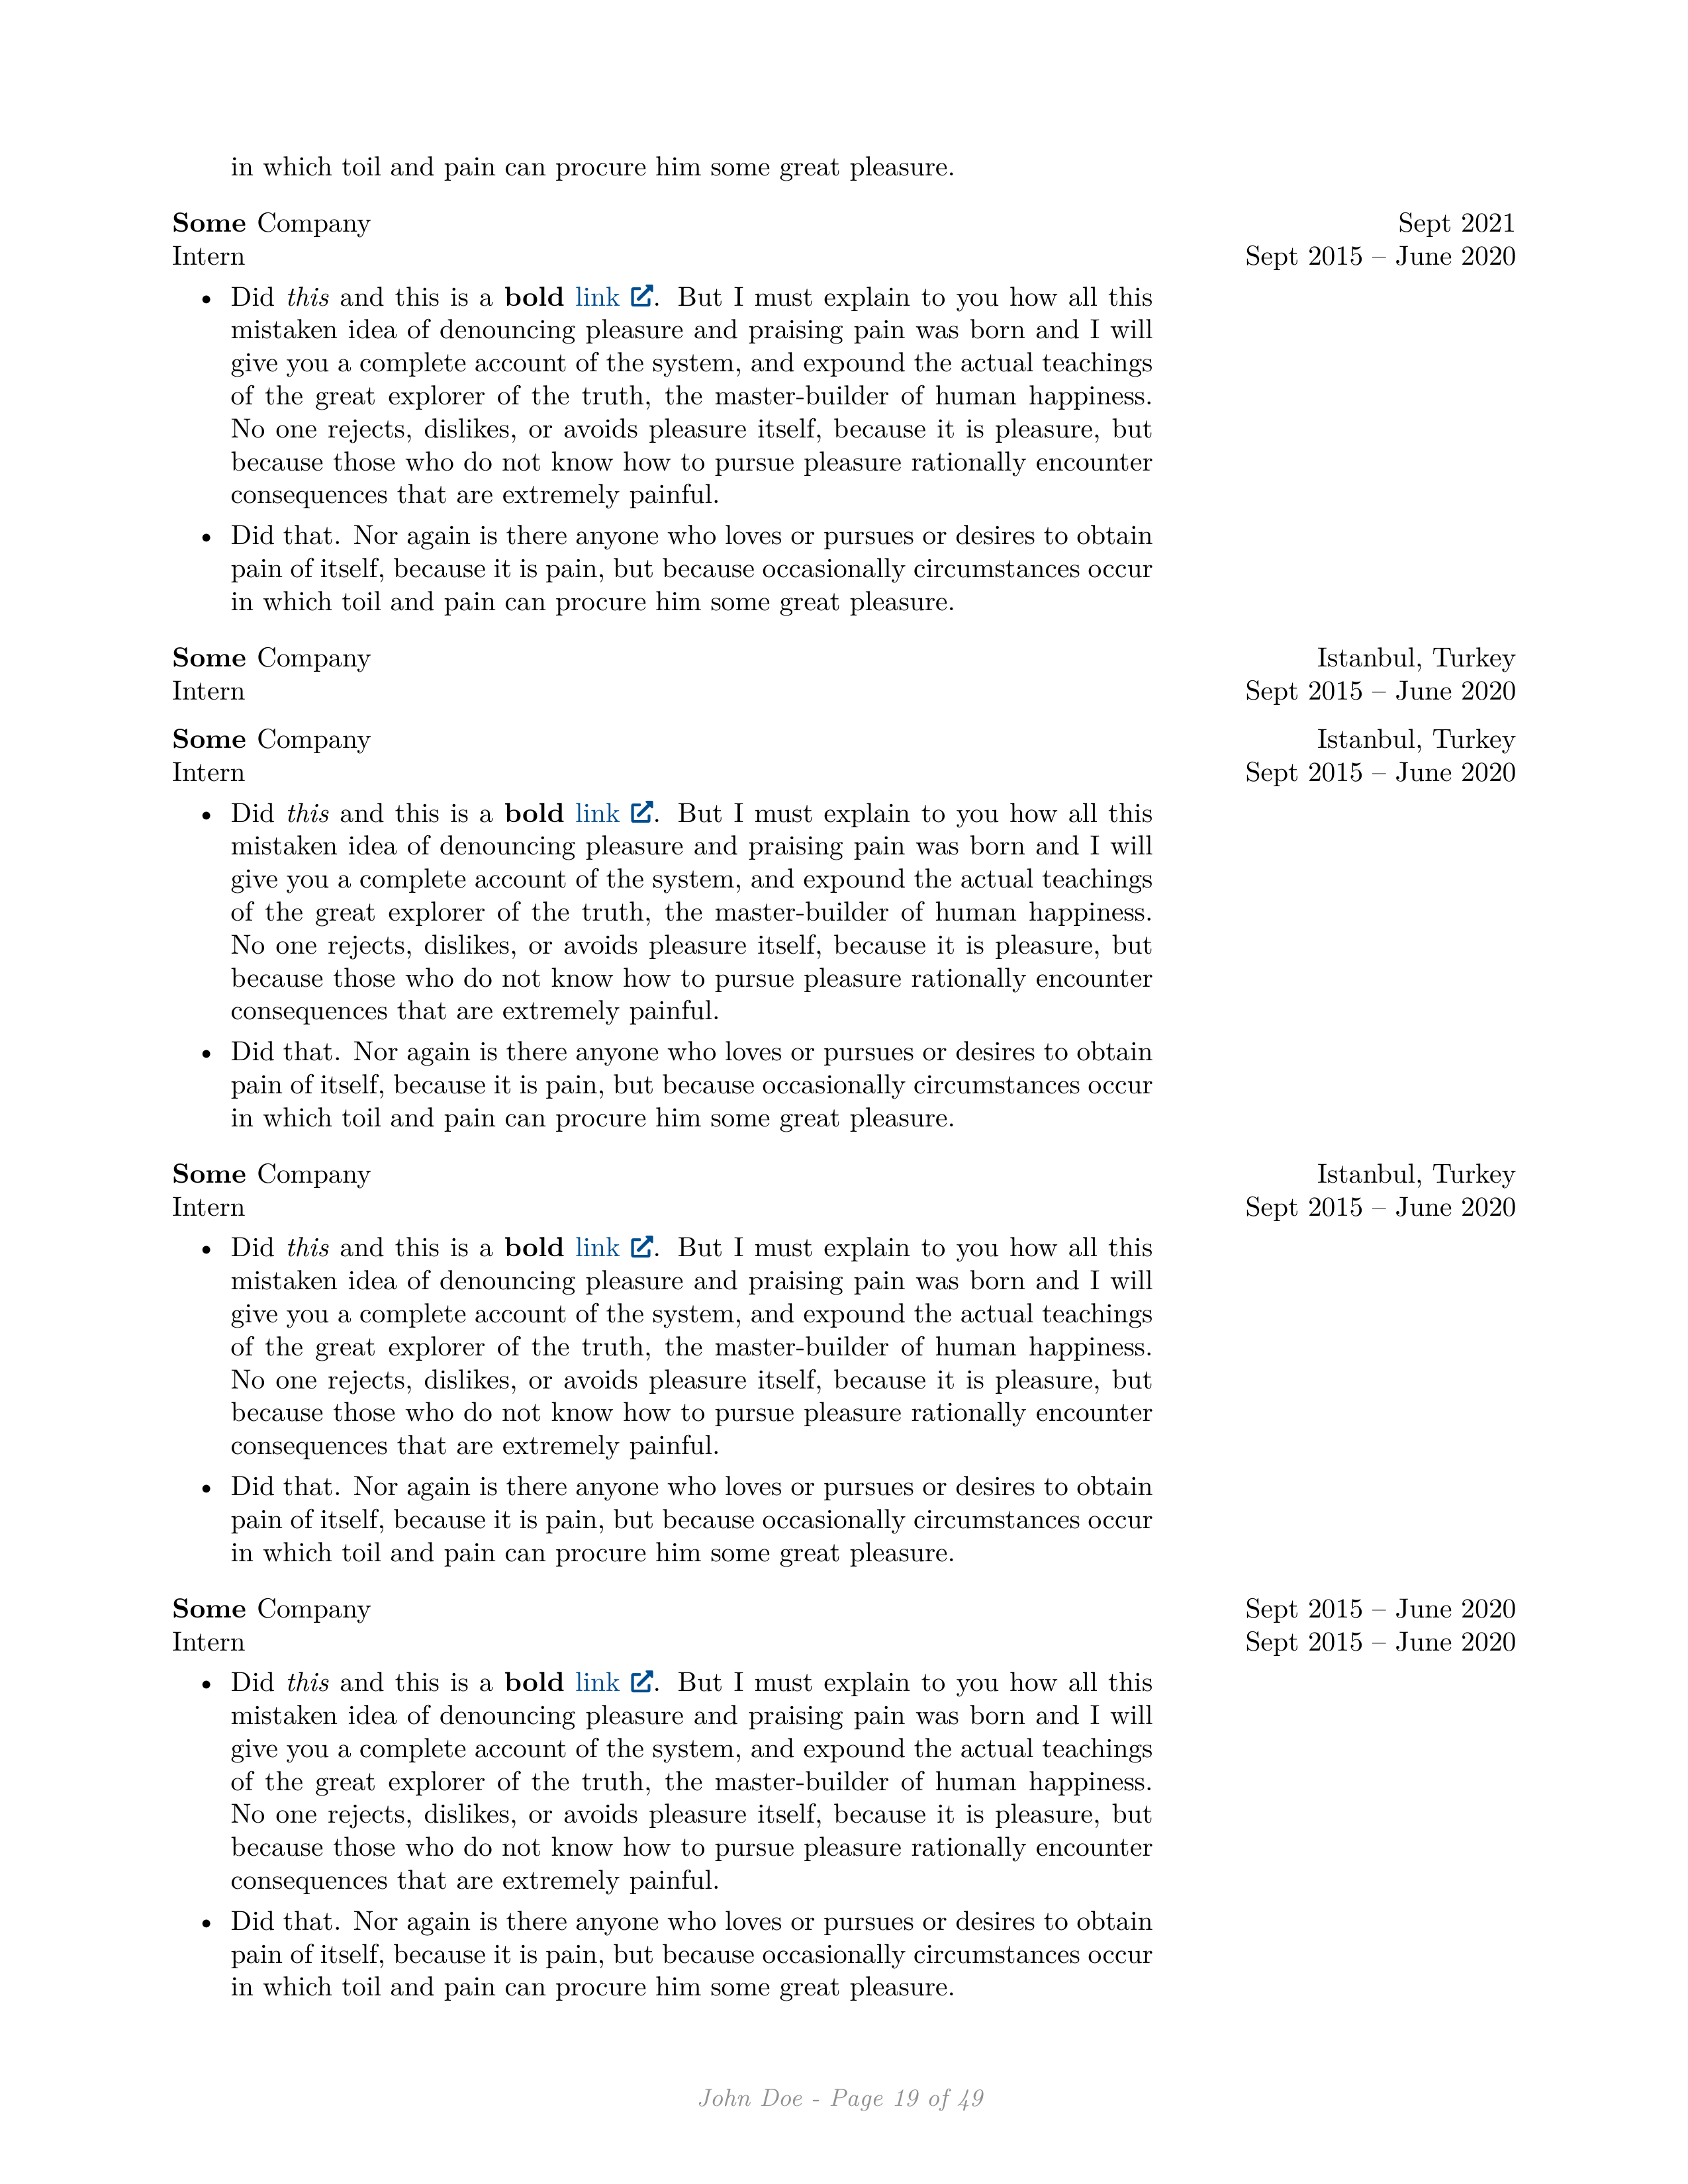 in which toil and pain can procure him some great pleasure.
Some Company Sept 2021
Intern Sept 2015 – June 2020
• Did this and this is a bold link. But I must explain to you how all this
mistaken idea of denouncing pleasure and praising pain was born and I will
give you a complete account of the system, and expound the actual teachings
of the great explorer of the truth, the master-builder of human happiness.
No one rejects, dislikes, or avoids pleasure itself, because it is pleasure, but
because those who do not know how to pursue pleasure rationally encounter
consequences that are extremely painful.
• Did that. Nor again is there anyone who loves or pursues or desires to obtain
pain of itself, because it is pain, but because occasionally circumstances occur
in which toil and pain can procure him some great pleasure.
Some Company Istanbul, Turkey
Intern Sept 2015 – June 2020
Some Company Istanbul, Turkey
Intern Sept 2015 – June 2020
• Did this and this is a bold link. But I must explain to you how all this
mistaken idea of denouncing pleasure and praising pain was born and I will
give you a complete account of the system, and expound the actual teachings
of the great explorer of the truth, the master-builder of human happiness.
No one rejects, dislikes, or avoids pleasure itself, because it is pleasure, but
because those who do not know how to pursue pleasure rationally encounter
consequences that are extremely painful.
• Did that. Nor again is there anyone who loves or pursues or desires to obtain
pain of itself, because it is pain, but because occasionally circumstances occur
in which toil and pain can procure him some great pleasure.
Some Company Istanbul, Turkey
Intern Sept 2015 – June 2020
• Did this and this is a bold link. But I must explain to you how all this
mistaken idea of denouncing pleasure and praising pain was born and I will
give you a complete account of the system, and expound the actual teachings
of the great explorer of the truth, the master-builder of human happiness.
No one rejects, dislikes, or avoids pleasure itself, because it is pleasure, but
because those who do not know how to pursue pleasure rationally encounter
consequences that are extremely painful.
• Did that. Nor again is there anyone who loves or pursues or desires to obtain
pain of itself, because it is pain, but because occasionally circumstances occur
in which toil and pain can procure him some great pleasure.
Some Company Sept 2015 – June 2020
Intern Sept 2015 – June 2020
• Did this and this is a bold link. But I must explain to you how all this
mistaken idea of denouncing pleasure and praising pain was born and I will
give you a complete account of the system, and expound the actual teachings
of the great explorer of the truth, the master-builder of human happiness.
No one rejects, dislikes, or avoids pleasure itself, because it is pleasure, but
because those who do not know how to pursue pleasure rationally encounter
consequences that are extremely painful.
• Did that. Nor again is there anyone who loves or pursues or desires to obtain
pain of itself, because it is pain, but because occasionally circumstances occur
in which toil and pain can procure him some great pleasure.
John Doe - Page 19 of 49